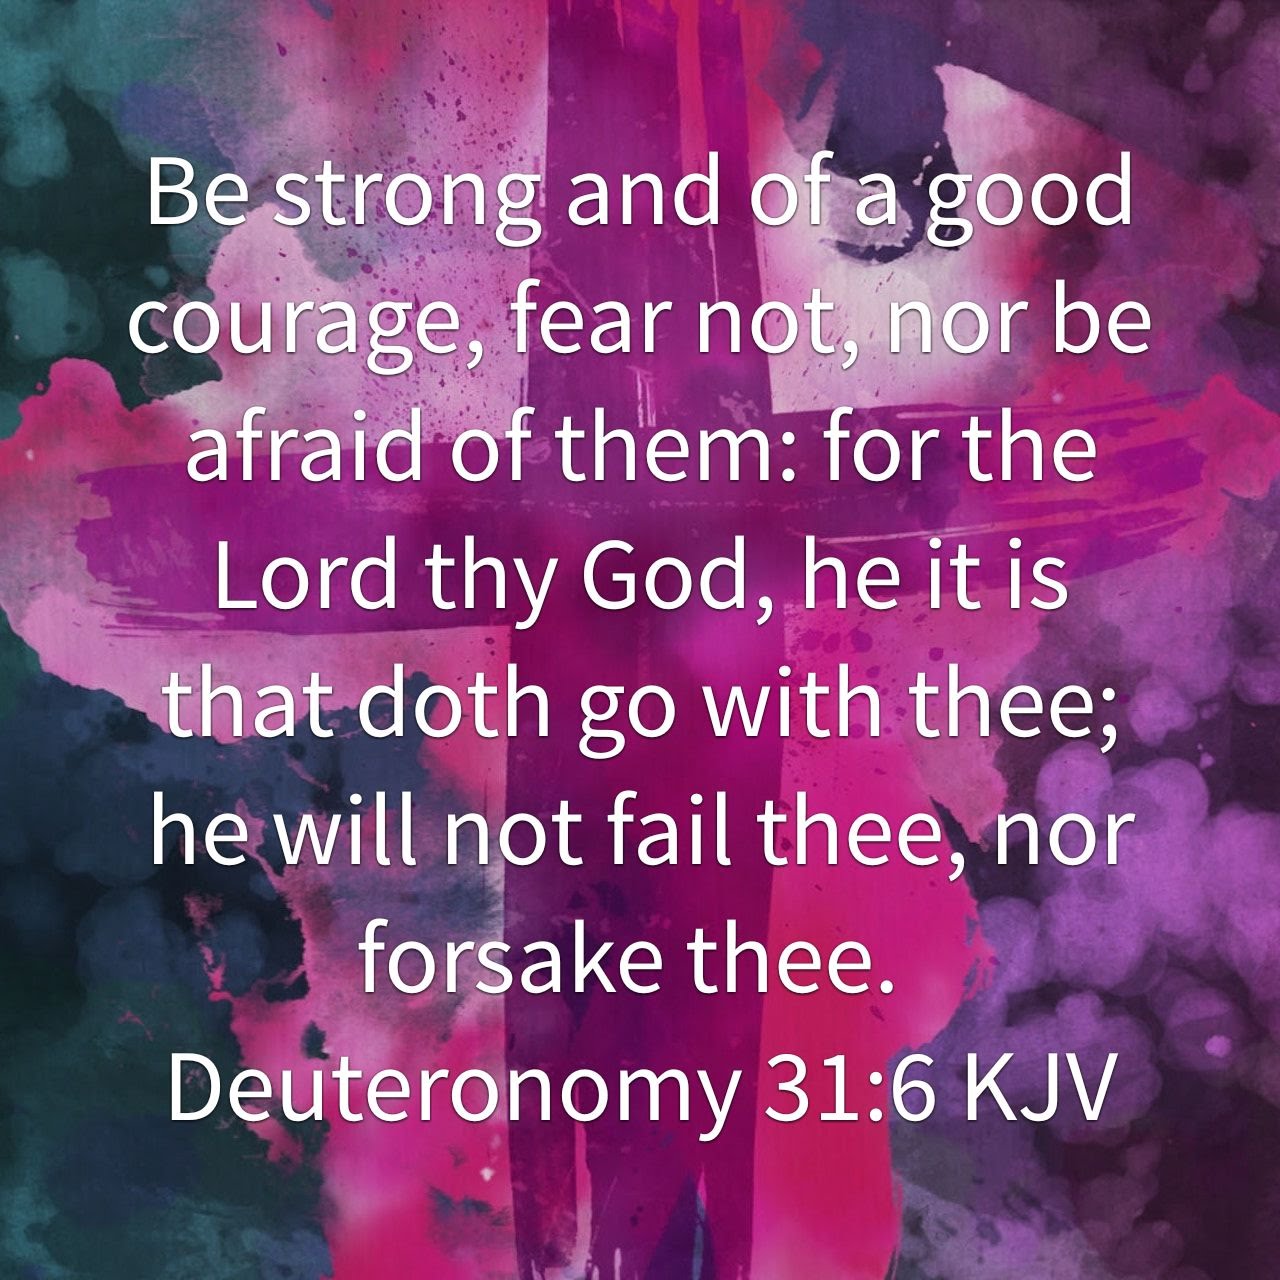 Be strong and of a good
courage, fear not, nor be
afraid of them: for the
Lord thy God, he it is
that doth go with thee;
he will not fail thee, nor
forsake thee.
Deuteronomy 31:6 KJV